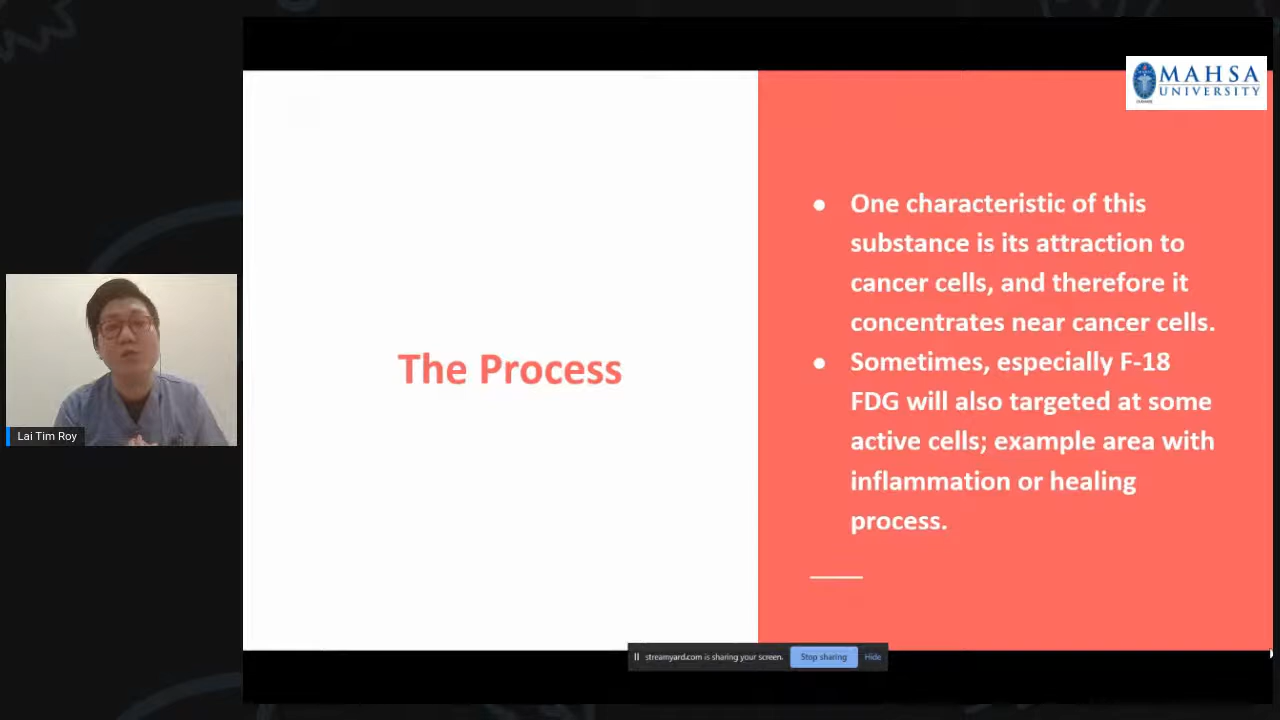 MAHSA
UNIVERSITY
● One characteristic of this
substance is its attraction to
cancer cells, and therefore it
concentrates near cancer cells.
● Sometimes, especially F-18
FDG will also targeted at some
active cells; example area with
inflammation or healing
process.
The Process
Lai Tim Roy
streamyard.com is sharing your screen.
Stop sharing
Hide